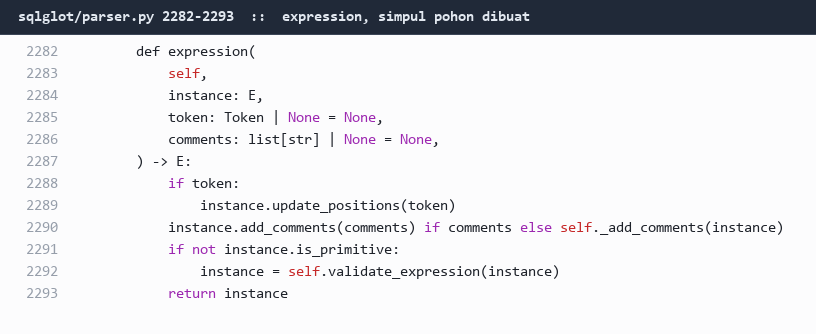 sqlglot/parser.py 2282-2293 :: expression, simpul pohon dibuat
2282 def expression(
2283 self,
2284 instance: E,
2285 token: Token | None = None,
2286 comments: list[str] | None = None,
2287 ) -> E:
2288 if token:
2289 instance.update_positions(token)
2290 instance.add_comments(comments) if comments else self._add_comments(instance)
2291 if not instance.is_primitive:
2292 instance = self.validate_expression(instance)
2293 return instance